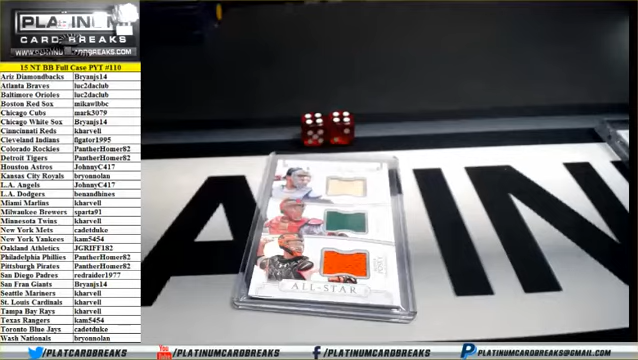 PLATINUM
CARD BREAKS
15 NT BB Full Case PYT #110
Ariz Diamondbacks Bryanjs14
Atlanta Braves luc2daclub
Baltimore Orioles luc2daclub
Boston Red Sox mikawlbbc
Chicago Cubs mark3079
Chicago White Sox Bryanjs14
Cinncinati Reds kharvell
Cleveland Indians flgator1995
Colorado Rockies PantherHomer82
Detroit Tigers PantherHomer82
Houston Astros JohnnyC417
Kansas City Royals bryonnolan
L.A. Angels JohnnyC417
L.A. Dodgers benandhines
Miami Marlins kharvell
Milwaukee Brewers sparta91
Minnesota Twins kharvell
New York Mets cadetduke
New York Yankees kam5454
Oakland Athletics JGRIFF182
Philadelphia Phillies PantherHomer82
Pittsburgh Pirates PantherHomer82
San Diego Padres redraider1977
San Fran Giants Bryanjs14
Seattle Mariners kharvell
St. Louis Cardinals kharvell
Tampa Bay Rays kharvell
Texas Rangers kam5454
Toronto Blue Jays cadetduke
Wash Nationals bryonnolan
ALL-STAR
/PLATCARDBREAKS
/PLATINUMCARDBREAKS
/PLATINUMCARDBREAKS
PLATINUMCARDBREAKS@GMAIL.COM